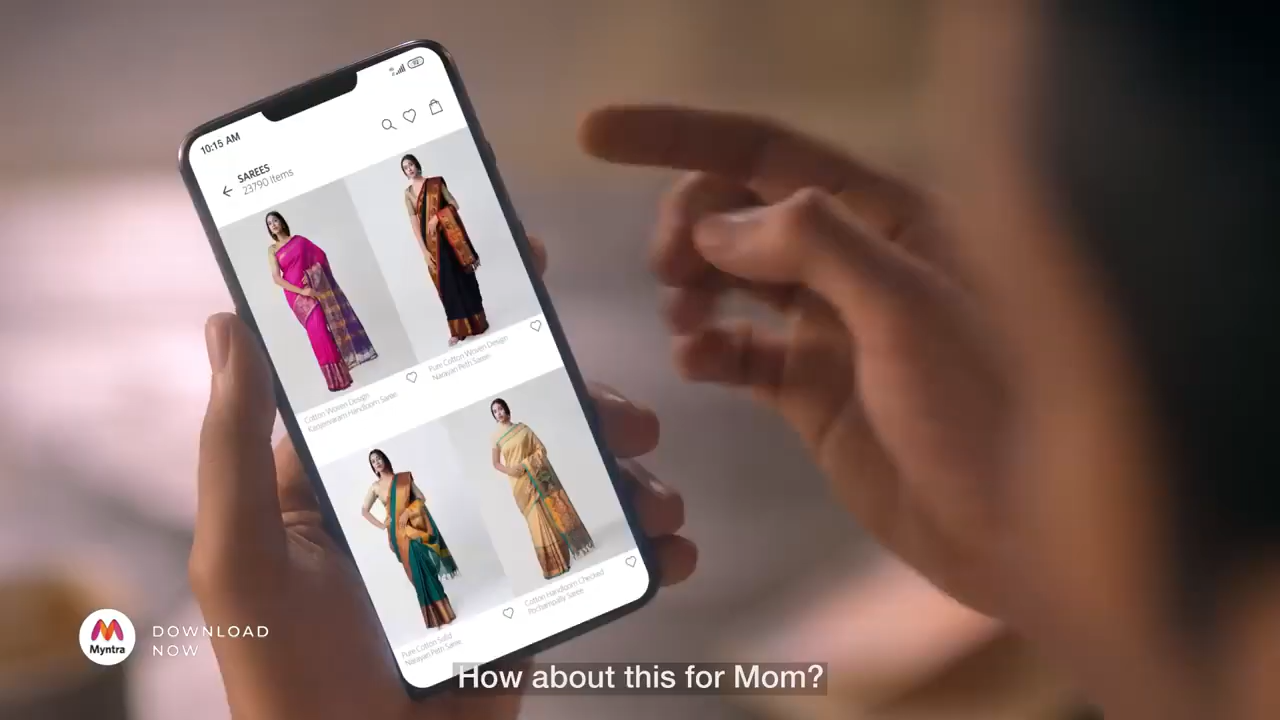 10:15 AM
SAREES
23790 Items
Cotton Woven Design
Kanjeevaram Handloom Saree
Pure Cotton Woven Design
Narayan Peth Saree
Pure Cotton Solid
Narayan Peth Saree
Cotton Handloom Checked
Pochampally Saree
Myntra
DOWNLOAD
NOW
How about this for Mom?